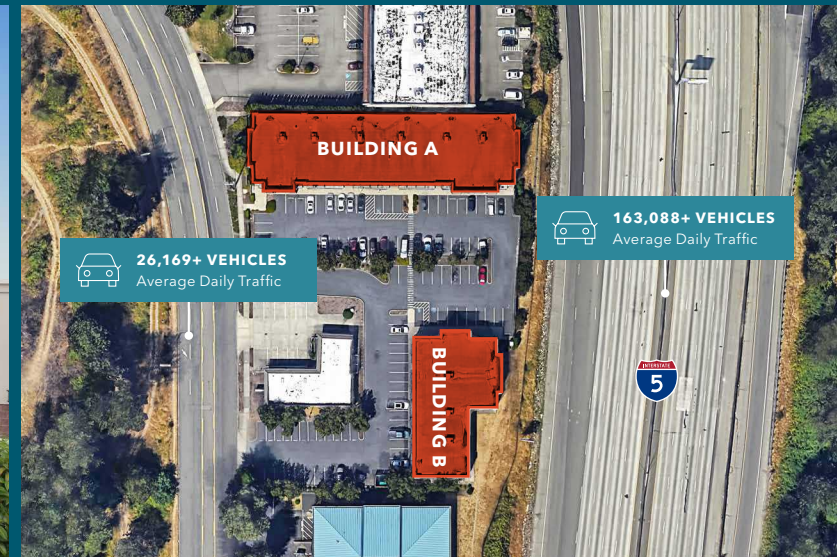 BUILDING A
163,088+ VEHICLES
Average Daily Traffic
26,169+ VEHICLES
Average Daily Traffic
BUILDING B
INTERSTATE
5